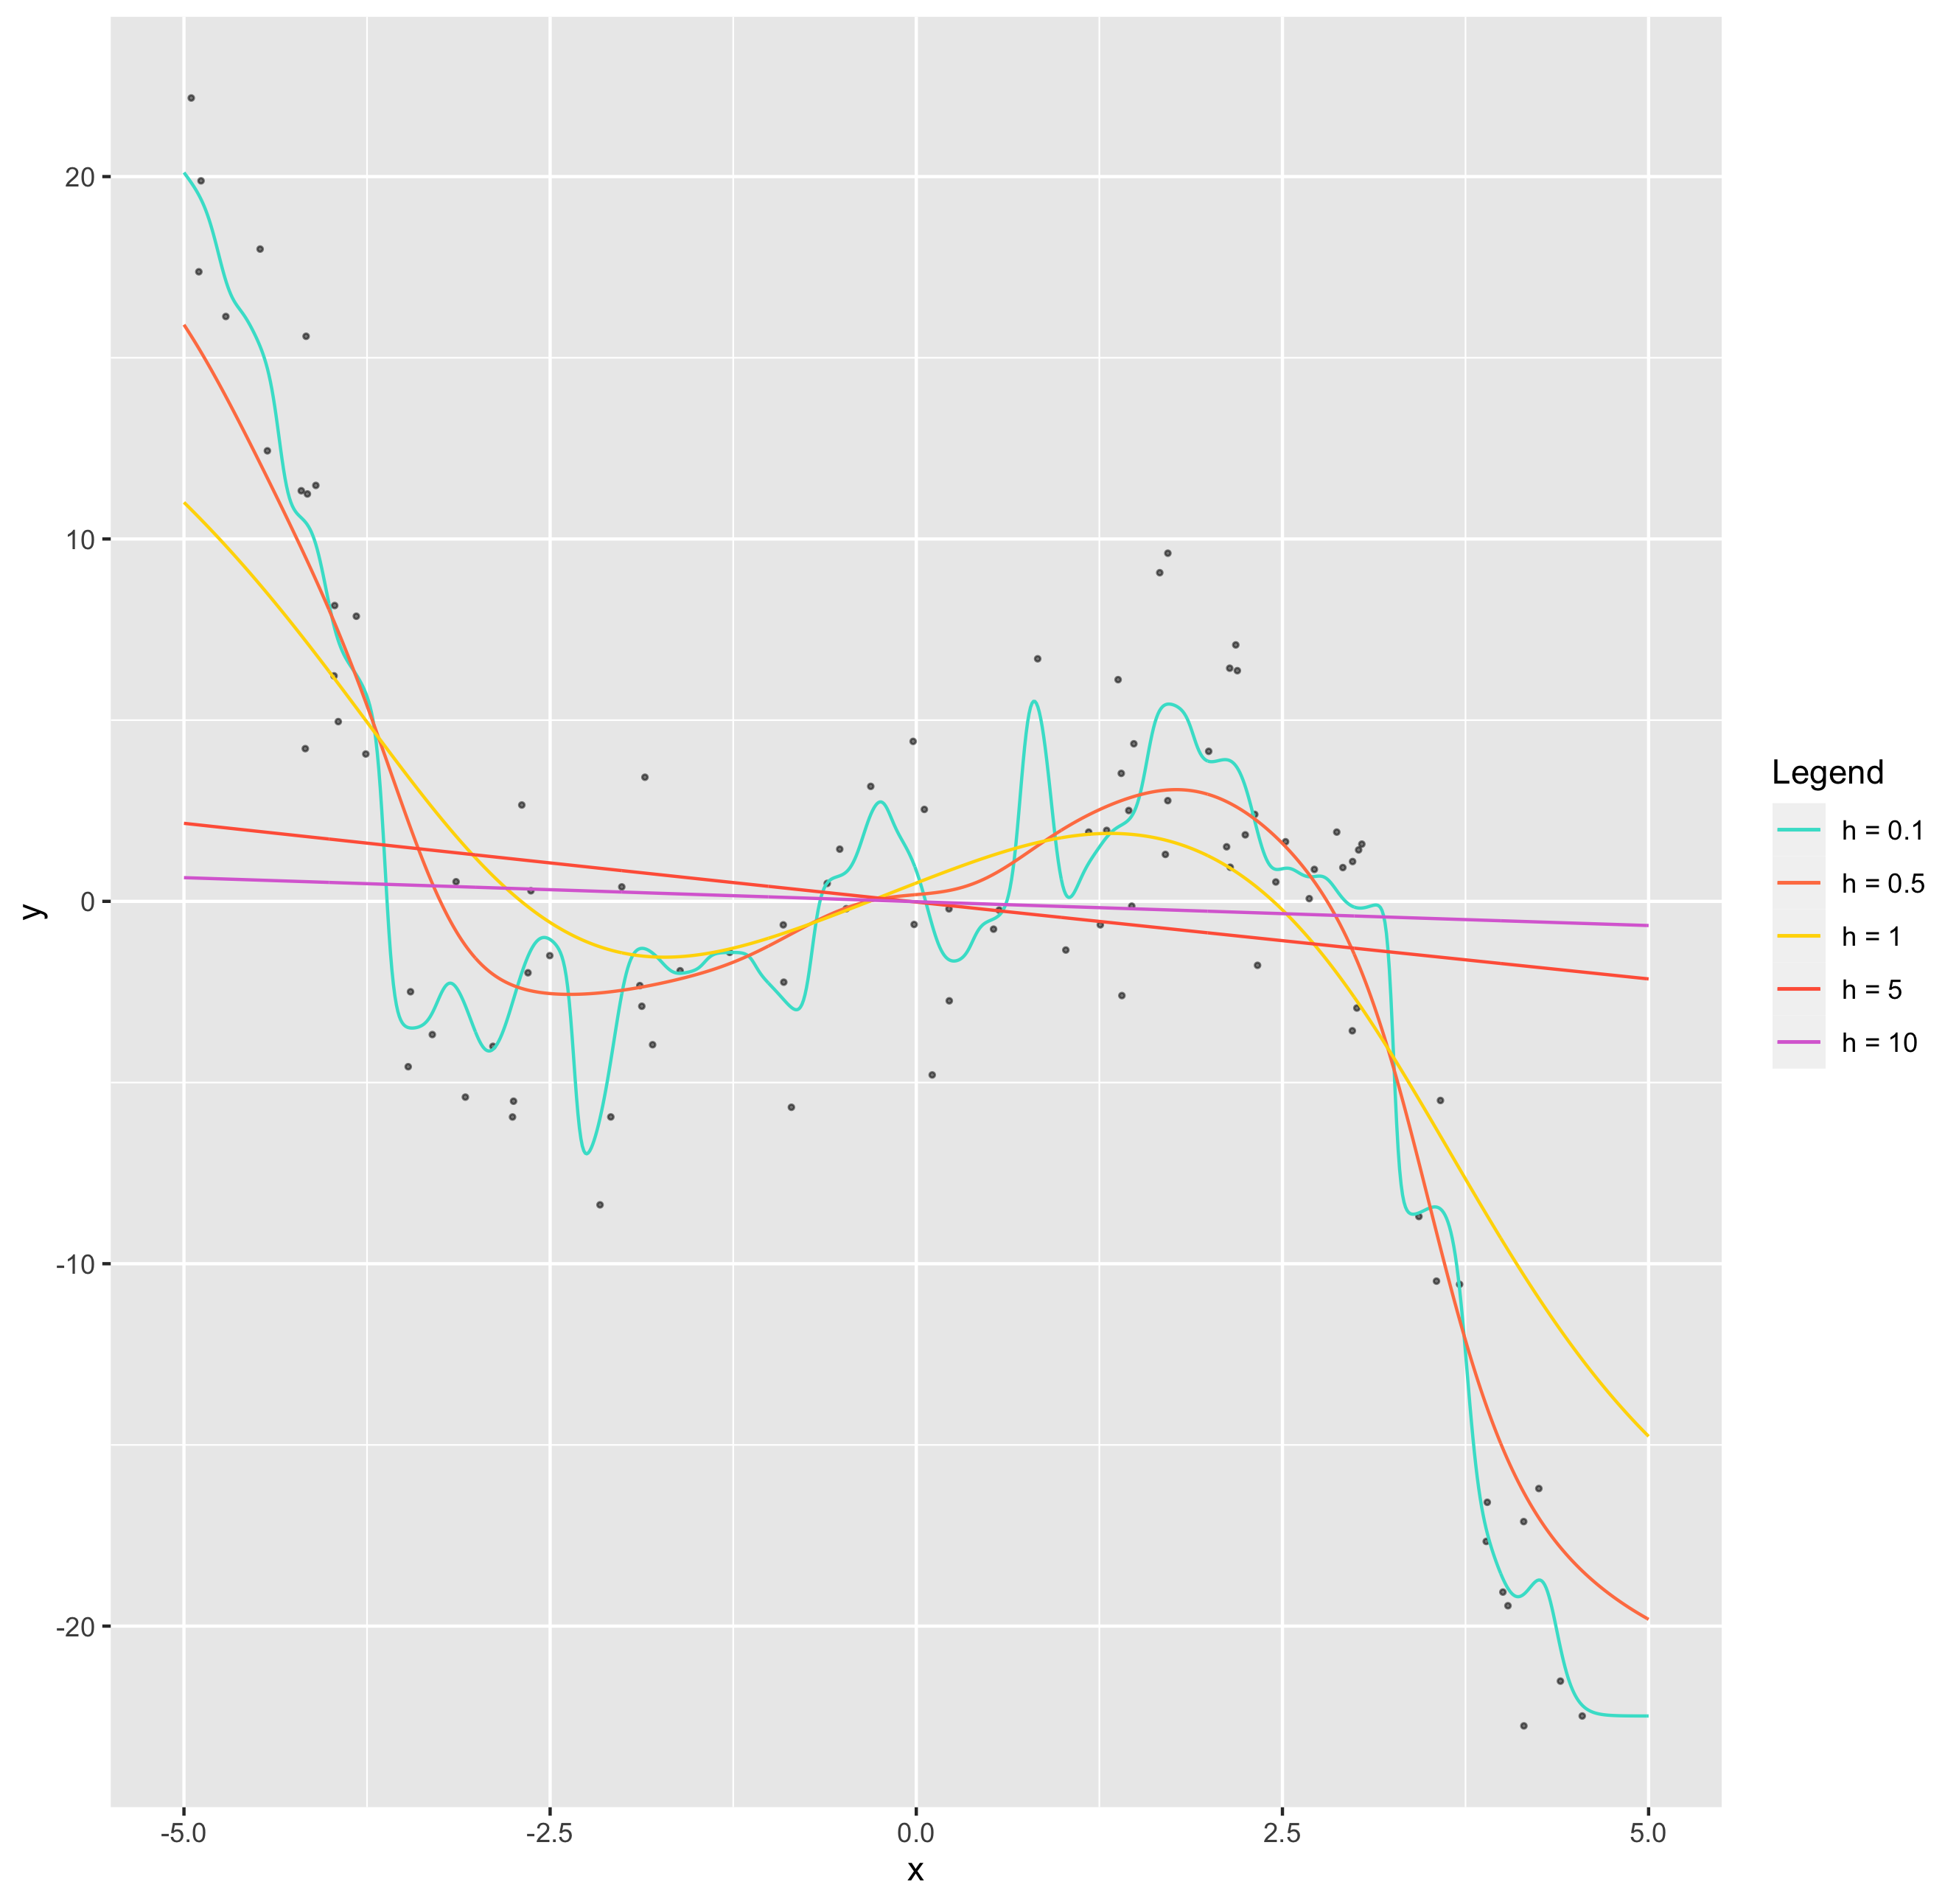 20
10
0
-10
-20
y
-5.0
-2.5
0.0
2.5
5.0
x
Legend
h = 0.1
h = 0.5
h = 1
h = 5
h = 10